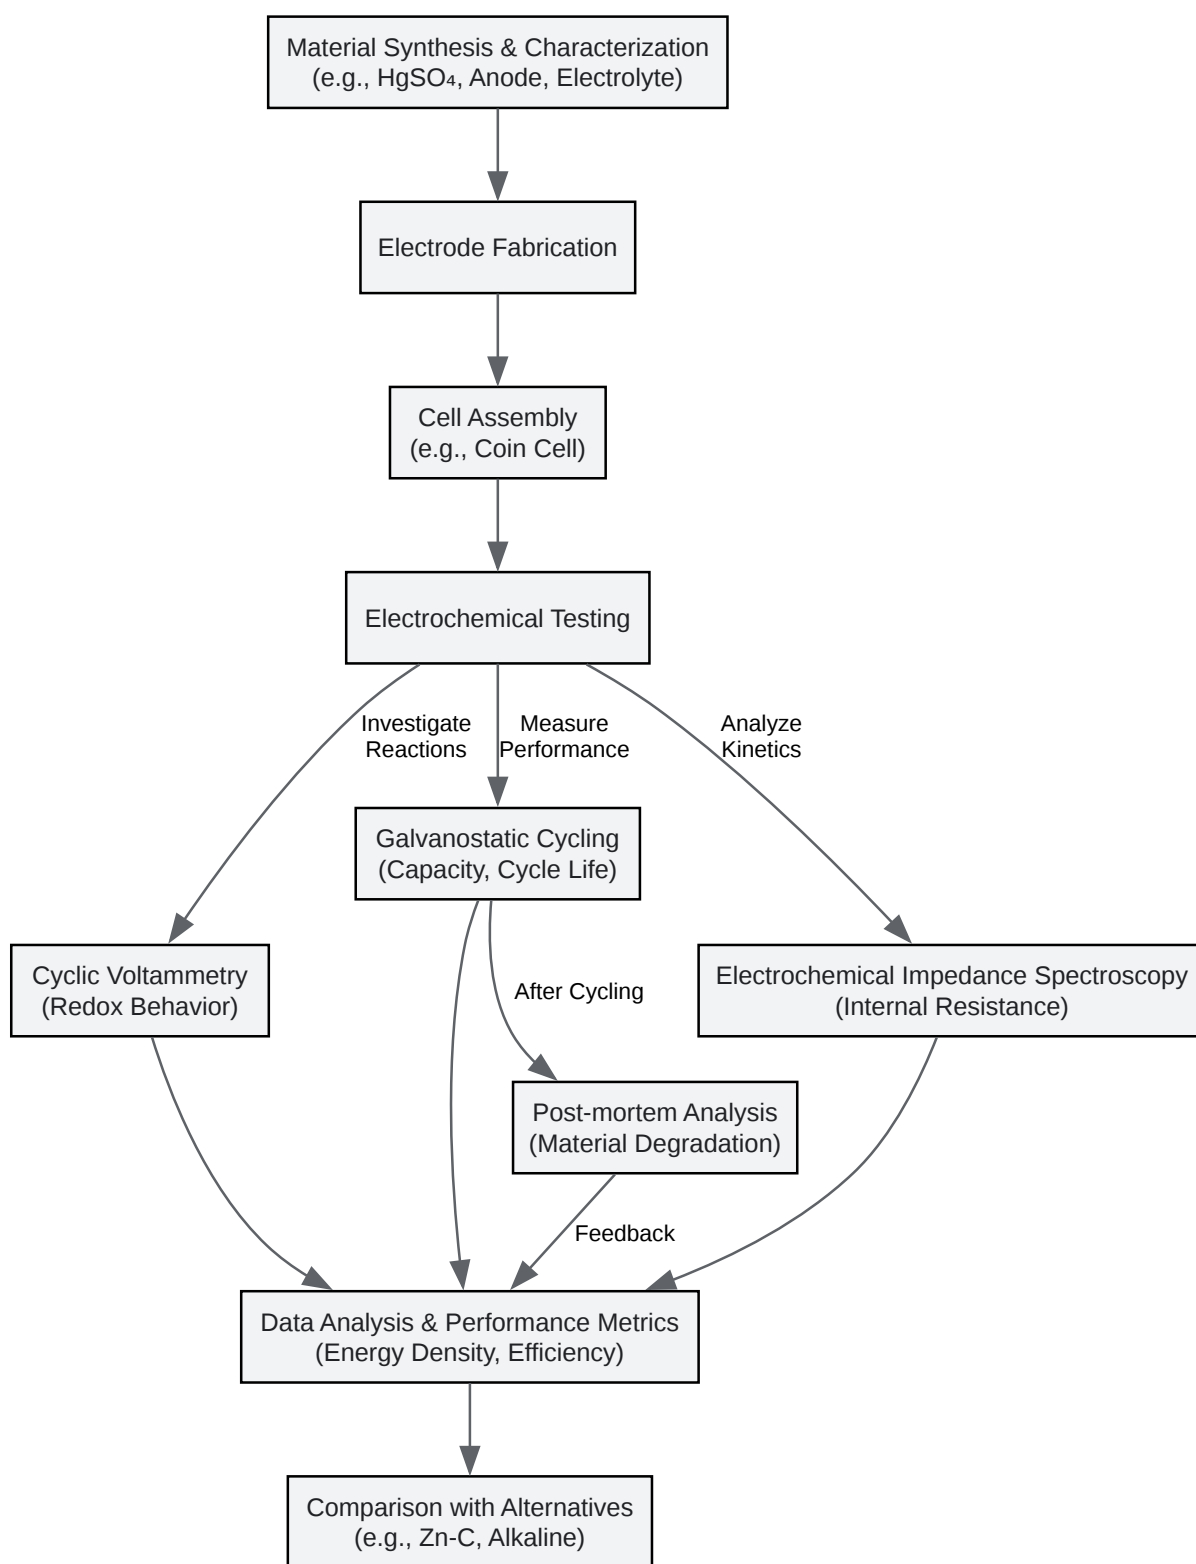 Material Synthesis & Characterization
(e.g., HgSO₄, Anode, Electrolyte)
Electrode Fabrication
Cell Assembly
(e.g., Coin Cell)
Electrochemical Testing
Investigate
Reactions
Measure
Performance
Analyze
Kinetics
Galvanostatic Cycling
(Capacity, Cycle Life)
Cyclic Voltammetry
(Redox Behavior)
After Cycling
Electrochemical Impedance Spectroscopy
(Internal Resistance)
Post-mortem Analysis
(Material Degradation)
Feedback
Data Analysis & Performance Metrics
(Energy Density, Efficiency)
Comparison with Alternatives
(e.g., Zn-C, Alkaline)